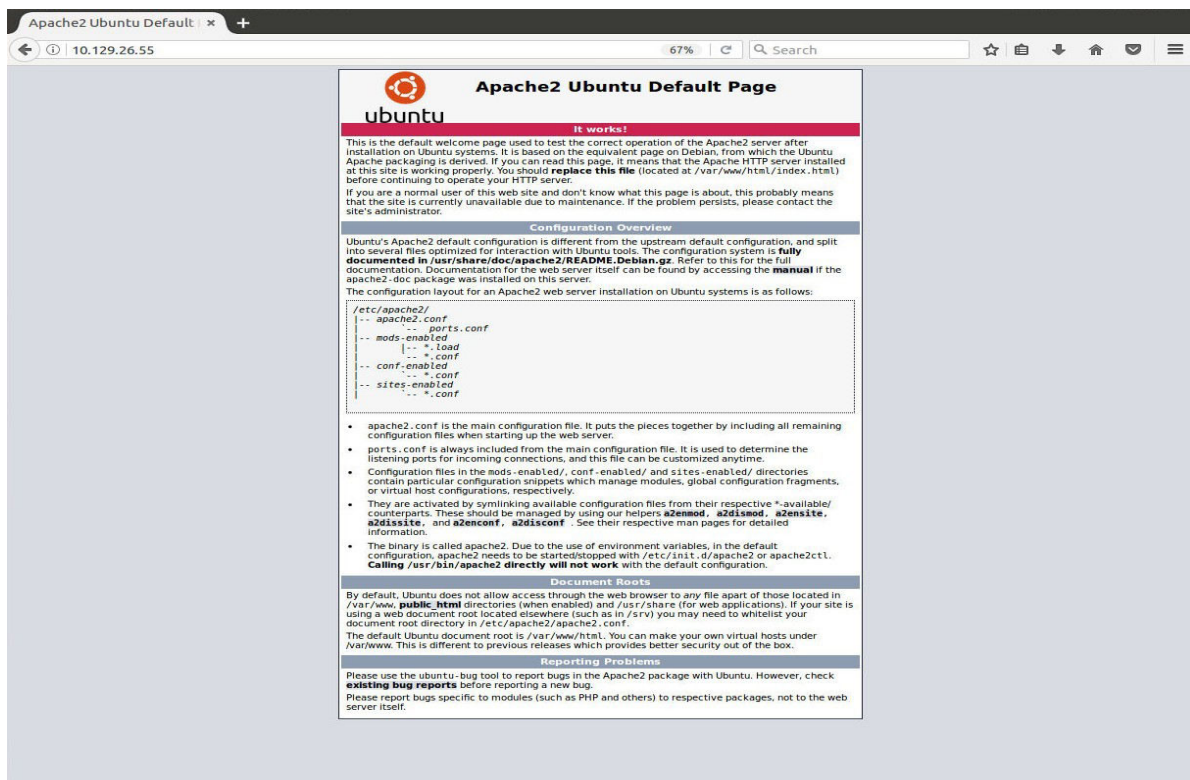 Apache2 Ubuntu Default
10.129.26.55
67%
Search
ubuntu
Apache2 Ubuntu Default Page
It works!
This is the default welcome page used to test the correct operation of the Apache2 server after
installation on Ubuntu systems. It is based on the equivalent page on Debian, from which the Ubuntu
Apache packaging is derived. If you can read this page, it means that the Apache HTTP server installed
at this site is working properly. You should replace this file (located at /var/www/html/index.html)
before continuing to operate your HTTP server.
If you are a normal user of this web site and don't know what this page is about, this probably means
that the site is currently unavailable due to maintenance. If the problem persists, please contact the
site's administrator.
Configuration Overview
Ubuntu's Apache2 default configuration is different from the upstream default configuration, and split
into several files optimized for interaction with Ubuntu tools. The configuration system is fully
documented in /usr/share/doc/apache2/README.Debian.gz. Refer to this for the full
documentation. Documentation for the web server itself can be found by accessing the manual if the
apache2-doc package was installed on this server.
The configuration layout for an Apache2 web server installation on Ubuntu systems is as follows:
/etc/apache2/
|-- apache2.conf
|       `--  ports.conf
|-- mods-enabled
|       |-- *.load
|       `-- *.conf
|-- conf-enabled
|       `-- *.conf
|-- sites-enabled
|       `-- *.conf
• apache2.conf is the main configuration file. It puts the pieces together by including all remaining
configuration files when starting up the web server.
• ports.conf is always included from the main configuration file. It is used to determine the
listening ports for incoming connections, and this file can be customized anytime.
• Configuration files in the mods-enabled/, conf-enabled/ and sites-enabled/ directories
contain particular configuration snippets which manage modules, global configuration fragments,
or virtual host configurations, respectively.
• They are activated by symlinking available configuration files from their respective *-available/
counterparts. These should be managed by using our helpers a2enmod, a2dismod, a2ensite,
a2dissite, and a2enconf, a2disconf . See their respective man pages for detailed
information.
• The binary is called apache2. Due to the use of environment variables, in the default
configuration, apache2 needs to be started/stopped with /etc/init.d/apache2 or apache2ctl.
Calling /usr/bin/apache2 directly will not work with the default configuration.
Document Roots
By default, Ubuntu does not allow access through the web browser to any file apart of those located in
/var/www, public_html directories (when enabled) and /usr/share (for web applications). If your site is
using a web document root located elsewhere (such as in /srv) you may need to whitelist your
document root directory in /etc/apache2/apache2.conf.
The default Ubuntu document root is /var/www/html. You can make your own virtual hosts under
/var/www. This is different to previous releases which provides better security out of the box.
Reporting Problems
Please use the ubuntu-bug tool to report bugs in the Apache2 package with Ubuntu. However, check
existing bug reports before reporting a new bug.
Please report bugs specific to modules (such as PHP and others) to respective packages, not to the web
server itself.